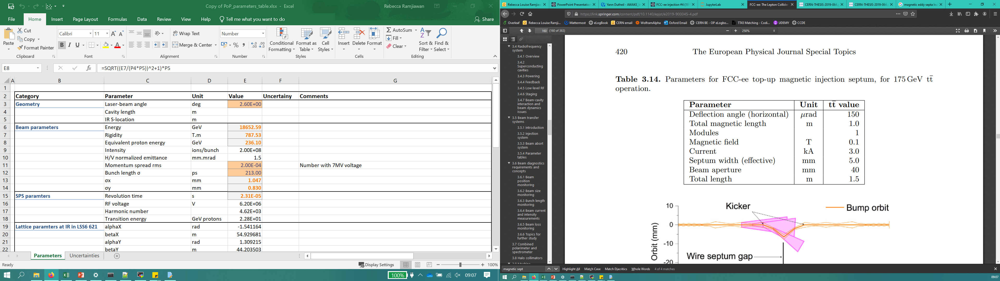 Copy of PoP_parameters_table.xlsx - Excel
Rebecca Ramjiawan
File Home Insert Page Layout Formulas Data Review View Help Tell me what you want to do Share
Paste Cut Copy Format Painter
Calibri 11
B I U
Wrap Text
Merge & Center
Number
Conditional Formatting Format as Table Cell Styles
Insert Delete Format
AutoSum Fill Clear
Sort & Filter Find & Select
Clipboard Font Alignment Number Styles Cells Editing
E8 fx =SQRT((E7/(P4*P5))^2+1)*P5
A B C D E F G
1
2 Category Parameter Unit Value Uncertainy Comments
3 Geometry Laser-beam angle deg 2.60E+00
4 Cavity length m
5 IR S-location m
6 Beam parameters Energy GeV 18652.59
7 Rigidity T.m 787.53
8 Equivalent proton energy GeV 236.10
9 Intensity ions/bunch 2.00E+08
10 H/V normalized emittance mm.mrad 1.5
11 Momentum spread rms 2.00E-04 Number with 7MV voltage
12 Bunch length σ ps 213.00
13 σx mm 1.047
14 σy mm 0.830
15 SPS paramters Revolution time s 2.31E-05
16 RF voltage V 6.20E+06
17 Harmonic number 4.62E+03
18 Transition energy GeV protons 2.28E+01
19 Lattice paramters at IR in LSS6 621 alphaX rad -1.541164
20 betaX m 54.929681
21 alphaY rad 1.309215
22 betaY m 44.203503
Parameters Uncertainties
Ready Display Settings 100%
100% 09:07
Rebecca Louise Ramjiaw
PowerPoint Presentation
Yann Dutheil - AWAKE_
FCC-ee injection #4 (19
JupyterLab
FCC-ee: The Lepton Collider
CERN-THESIS-2019-064
CERN-THESIS-2019-064
magnetic eddy septa lea
https://link.springer.com/content/pdf/10.1140/epjst/e2019-900045-4.pdf
Overleaf Rebecca Louise Ramji... Mattermost eLogBook CERN email WolframAlpha Oxford Email CERN BE - OP eLogbo... TT43 Matching - Codi... UDEMY CCDE
160 (160 of 363) 250%
3.4 Radiofrequency
system
3.4.1 Overview
3.4.2
Superconducting
cavities
3.4.3 Powering
3.4.4 Feedback
3.4.5 Low-level RF
3.4.6 Staging
3.4.7 Beam-cavity
interaction and
beam dynamics
issues
3.5 Beam transfer
systems
3.5.1 Introduction
3.5.2 Injection
system
3.5.3 Beam abort
system
3.5.4 Parameter
tables
3.6 Beam diagnostics
requirements and
concepts
3.6.1 Beam
position
monitoring
3.6.2 Beam size
monitoring
3.6.3 Bunch length
monitoring
3.6.4 Beam current
and intensity
measurements
3.6.5 Beam loss
monitoring
3.6.6 Topics for
further study
3.7 Combined
polarimeter and
spectrometer
3.8 Halo collimators
420 The European Physical Journal Special Topics
Table 3.14. Parameters for FCC-ee top-up magnetic injection septum, for 175 GeV tt̄
operation.
Parameter Unit tt̄ value
Deflection angle (horizontal) μrad 150
Total magnetic length m 1.0
Modules 1
Magnetic field T 0.1
Current kA 3.0
Septum width (effective) mm 5.0
Beam aperture mm 40
Total length m 1.5
Kicker
Bump orbit
Orbit (mm)
10
0
-10
-20
Wire septum gap
magnetic sept Highlight All Match Case Match Diacritics Whole Words 4 of 4 matches
09:07